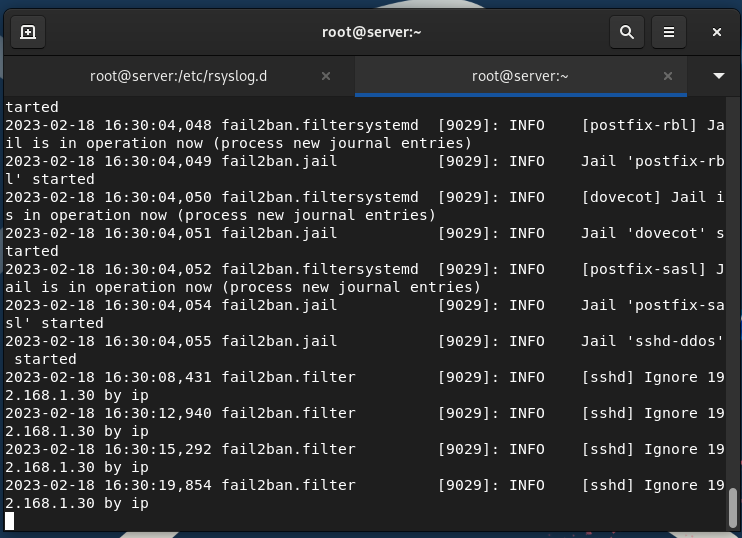 root@server:~
root@server:/etc/rsyslog.d
root@server:~
tarted
2023-02-18 16:30:04,048 fail2ban.filtersystemd  [9029]: INFO    [postfix-rbl] Ja
il is in operation now (process new journal entries)
2023-02-18 16:30:04,049 fail2ban.jail           [9029]: INFO    Jail 'postfix-rb
l' started
2023-02-18 16:30:04,050 fail2ban.filtersystemd  [9029]: INFO    [dovecot] Jail i
s in operation now (process new journal entries)
2023-02-18 16:30:04,051 fail2ban.jail           [9029]: INFO    Jail 'dovecot' s
tarted
2023-02-18 16:30:04,052 fail2ban.filtersystemd  [9029]: INFO    [postfix-sasl] J
ail is in operation now (process new journal entries)
2023-02-18 16:30:04,054 fail2ban.jail           [9029]: INFO    Jail 'postfix-sa
sl' started
2023-02-18 16:30:04,055 fail2ban.jail           [9029]: INFO    Jail 'sshd-ddos'
 started
2023-02-18 16:30:08,431 fail2ban.filter         [9029]: INFO    [sshd] Ignore 19
2.168.1.30 by ip
2023-02-18 16:30:12,940 fail2ban.filter         [9029]: INFO    [sshd] Ignore 19
2.168.1.30 by ip
2023-02-18 16:30:15,292 fail2ban.filter         [9029]: INFO    [sshd] Ignore 19
2.168.1.30 by ip
2023-02-18 16:30:19,854 fail2ban.filter         [9029]: INFO    [sshd] Ignore 19
2.168.1.30 by ip